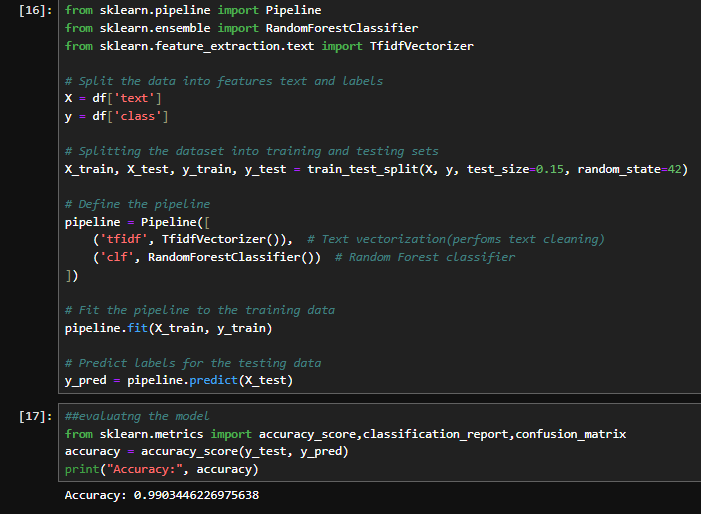 [16]: from sklearn.pipeline import Pipeline
from sklearn.ensemble import RandomForestClassifier
from sklearn.feature_extraction.text import TfidfVectorizer
# Split the data into features text and labels
X = df['text']
y = df['class']
# Splitting the dataset into training and testing sets
X_train, X_test, y_train, y_test = train_test_split(X, y, test_size=0.15, random_state=42)
# Define the pipeline
pipeline = Pipeline([
('tfidf', TfidfVectorizer()),  # Text vectorization(perfoms text cleaning)
('clf', RandomForestClassifier())  # Random Forest classifier
])
# Fit the pipeline to the training data
pipeline.fit(X_train, y_train)
# Predict labels for the testing data
y_pred = pipeline.predict(X_test)
[17]: ##evaluatng the model
from sklearn.metrics import accuracy_score,classification_report,confusion_matrix
accuracy = accuracy_score(y_test, y_pred)
print("Accuracy:", accuracy)
Accuracy: 0.9903446226975638